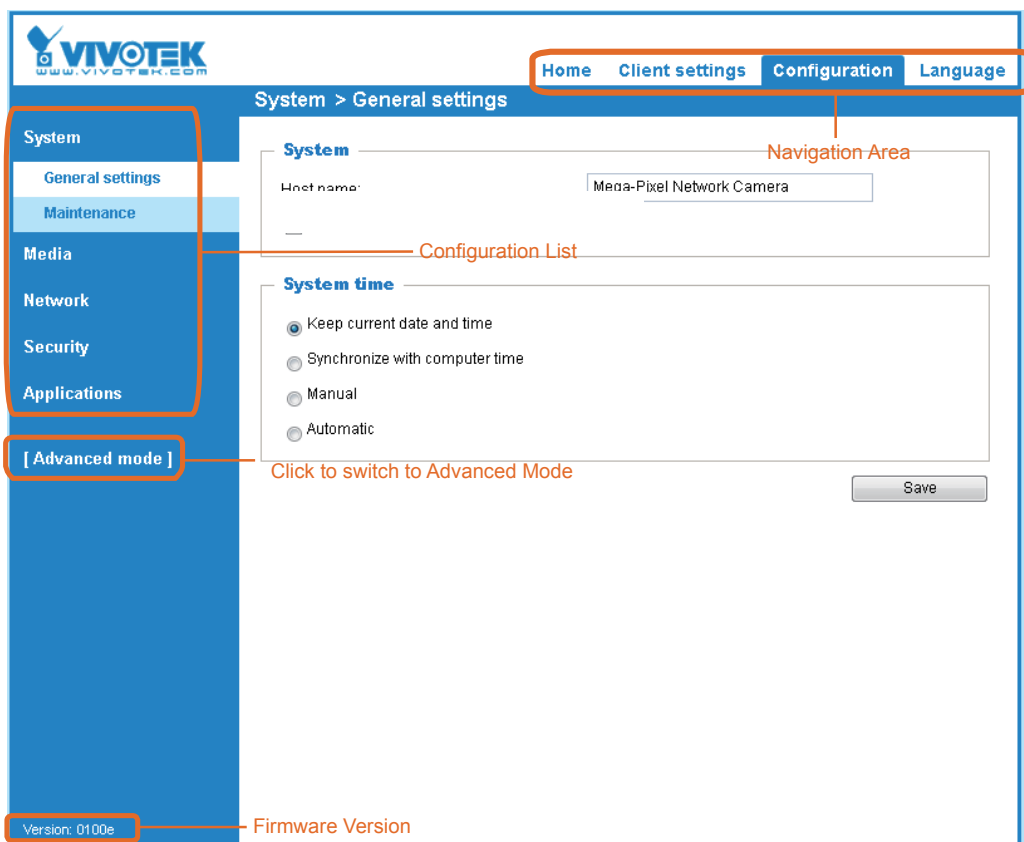 VIVOTEK
WWW.VIVOTEK.COM
Home Client settings Configuration Language
System > General settings
Navigation Area
System
General settings
Maintenance
Media
Network
Security
Applications
[ Advanced mode ]
System
Host name:
Mega-Pixel Network Camera
Configuration List
System time
Keep current date and time
Synchronize with computer time
Manual
Automatic
Click to switch to Advanced Mode
Save
Version: 0100e
Firmware Version